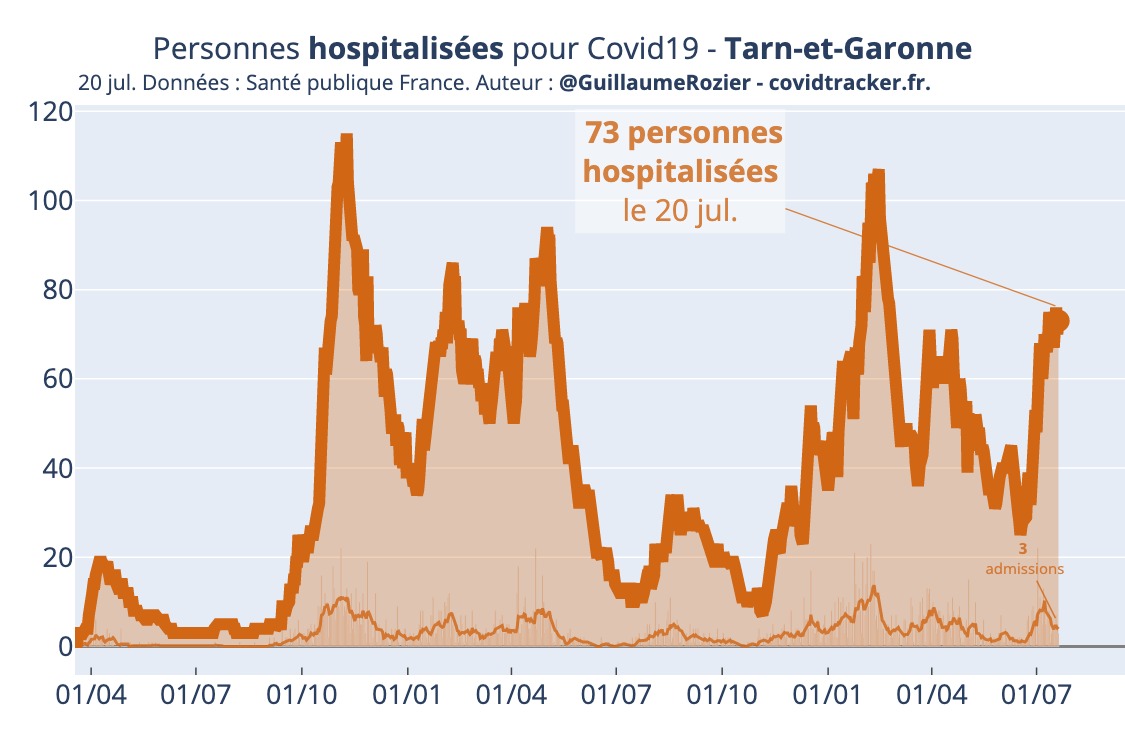 Personnes hospitalisées pour Covid19 - Tarn-et-Garonne
20 jul. Données : Santé publique France. Auteur : @GuillaumeRozier - covidtracker.fr.
120
73 personnes
hospitalisées
le 20 jul.
100
80
60
40
20
3
admissions
0
01/04 01/07 01/10 01/01 01/04 01/07 01/10 01/01 01/04 01/07